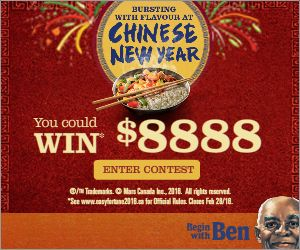 BURSTING
WITH FLAVOUR AT
CHINESE
NEW YEAR
You could
WIN* $8888
ENTER CONTEST
®/™ Trademarks. © Mars Canada Inc., 2018. All rights reserved.
*See www.easyfortune2018.ca for Official Rules. Closes Feb 28/18.
Begin
with Ben